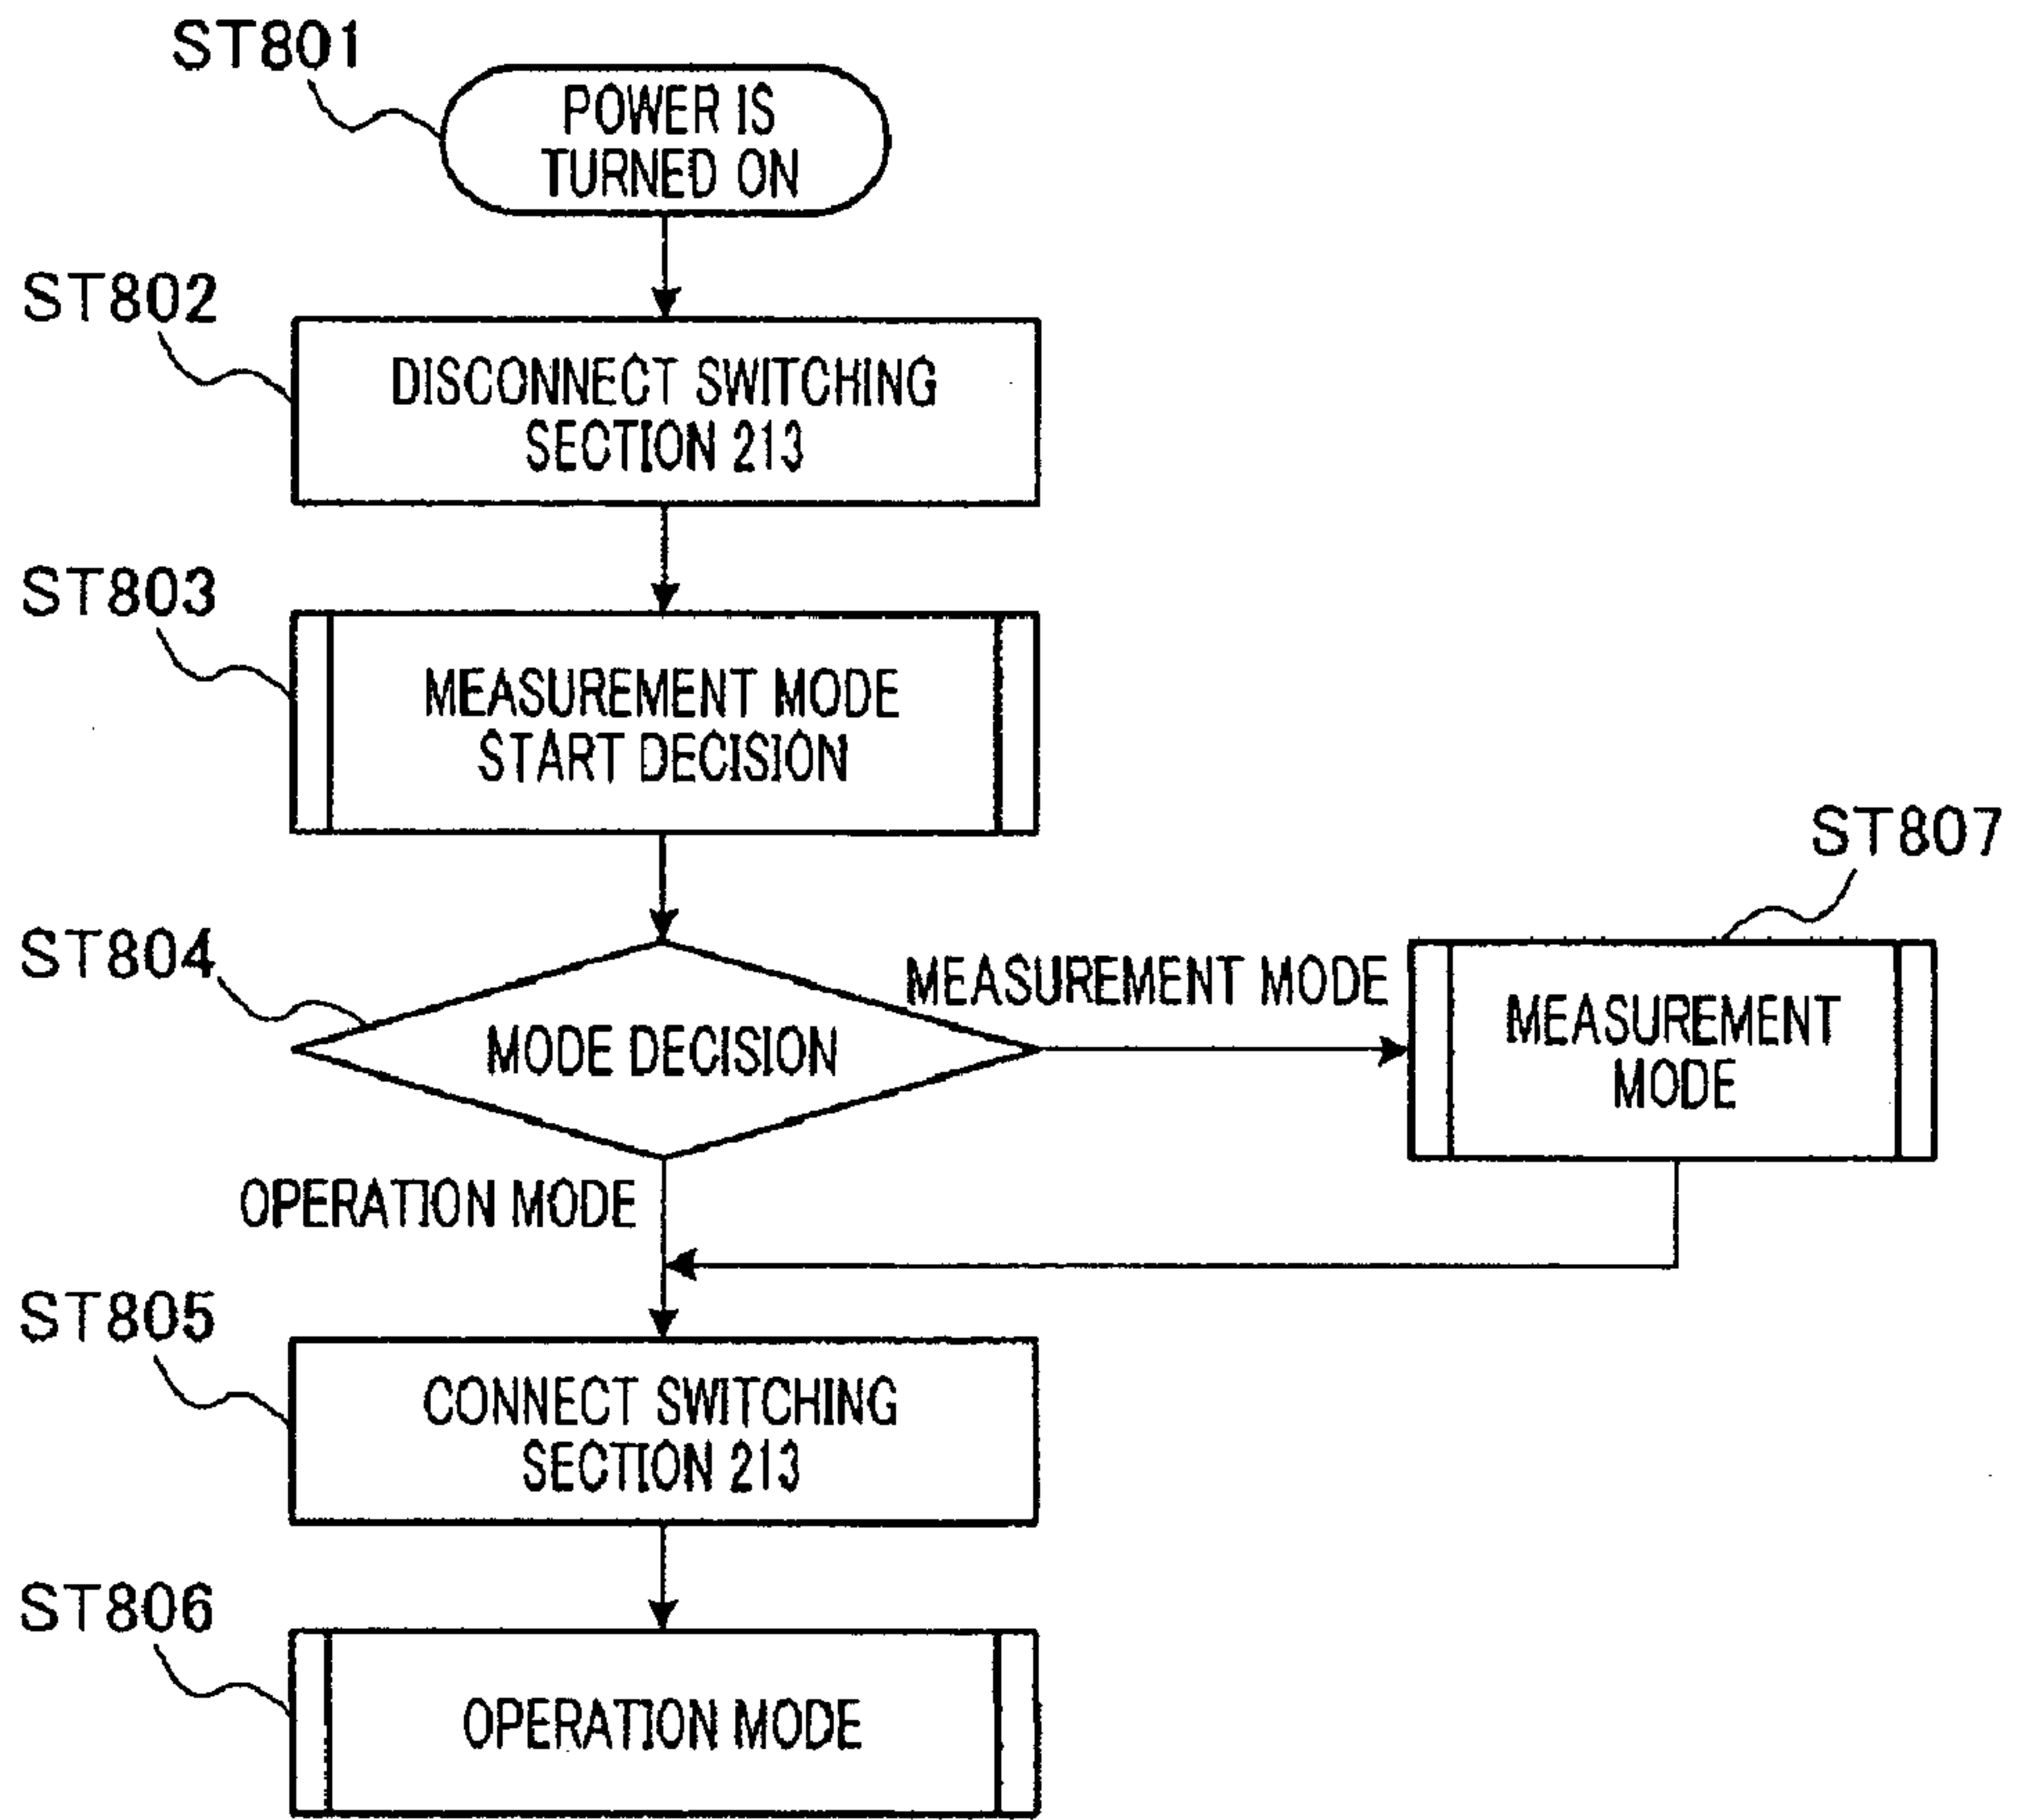 ST801
POWER IS
TURNED ON
ST802
DISCONNECT SWITCHING
SECTION 213
ST803
MEASUREMENT MODE
START DECISION
ST807
ST804
MEASUREMENT MODE
MODE DECISION
MEASUREMENT
MODE
OPERATION MODE
ST805
CONNECT SWITCHING
SECTION 213
ST806
OPERATION MODE